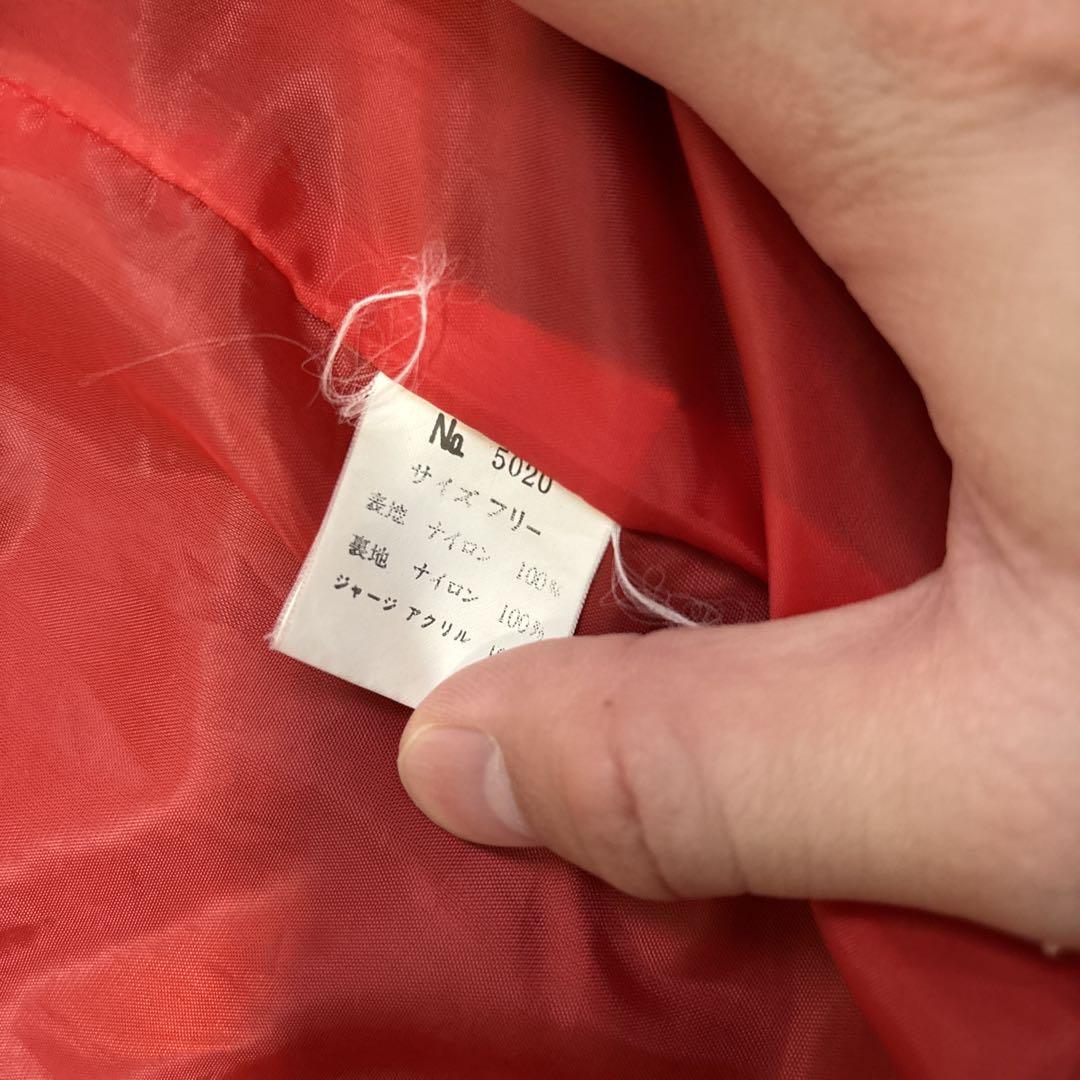 No. 5020
サイズ フリー
表地 ナイロン 100%
裏地 ナイロン 100%
ジャージ アクリル